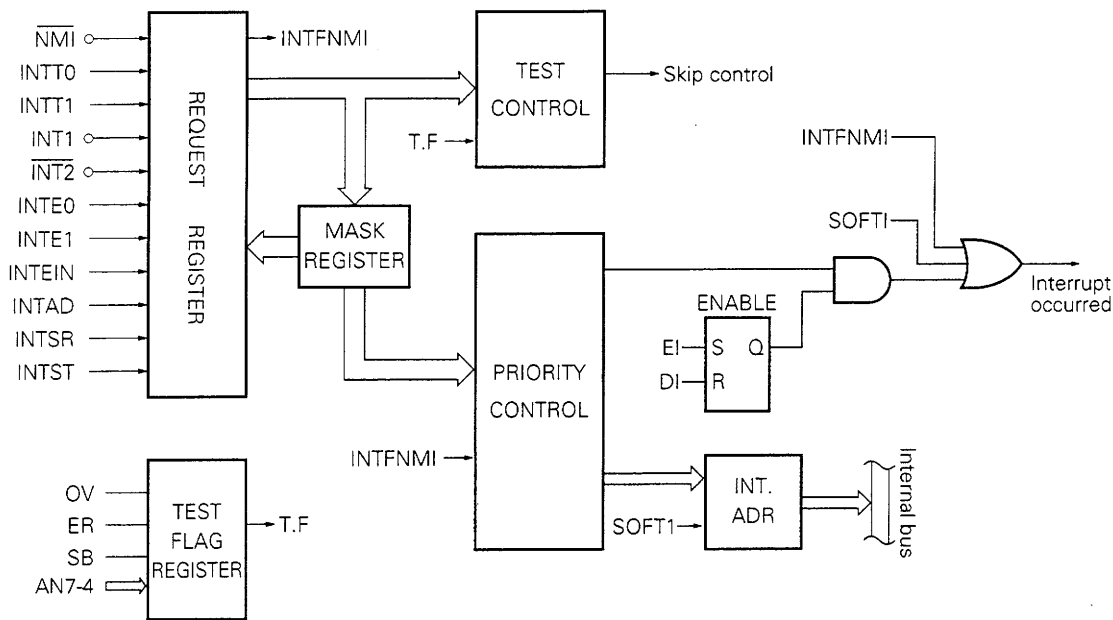 NMI
INTT0
INTT1
INT1
INT2
INTE0
INTE1
INTEIN
INTAD
INTSR
INTST
REQUEST REGISTER
INTFNMI
TEST
CONTROL
Skip control
T.F
MASK
REGISTER
INTFNMI
SOFTI
Interrupt
occurred
ENABLE
EI
S
Q
DI
R
PRIORITY
CONTROL
INTFNMI
INT.
ADR
SOFT1
Internal bus
OV
ER
SB
AN7-4
TEST
FLAG
REGISTER
T.F